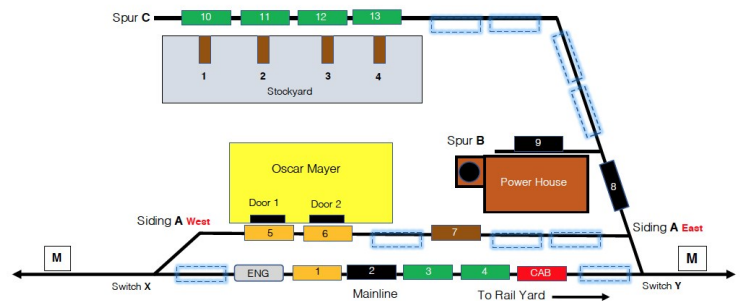 Spur C 10 11 12 13
1 2 3 4
Stockyard
Spur B 9
Oscar Mayer
Power House
8
Door 1 Door 2
Siding A West
5 6 7
Siding A East
M M
Switch X ENG 1 2 3 4 CAB Switch Y
Mainline To Rail Yard